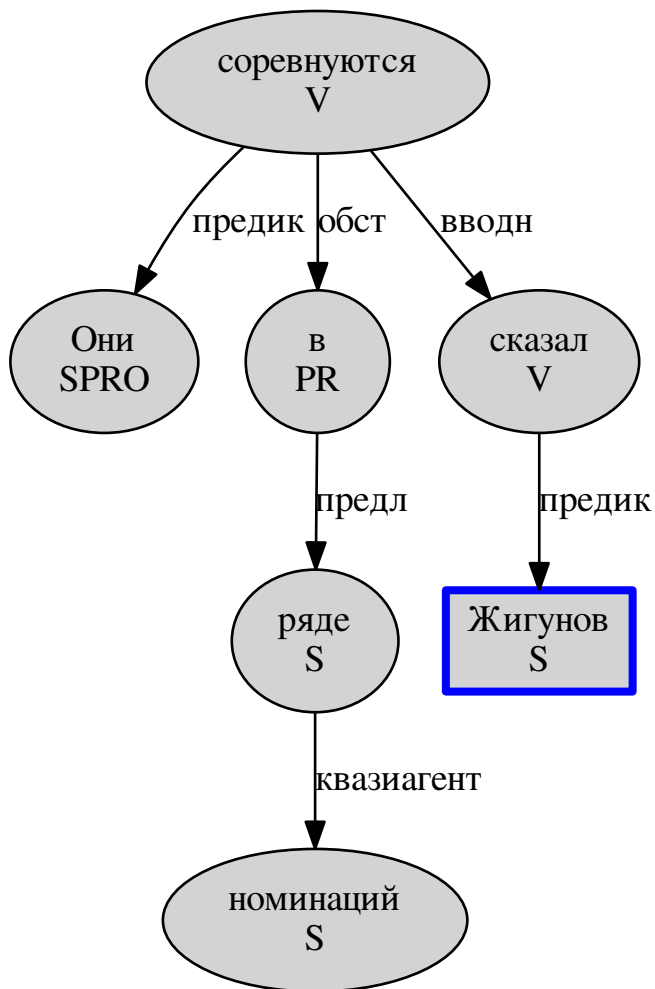 соревнуются
V
предик
обст
вводн
Они
SPRO
в
PR
сказал
V
предл
предик
ряде
S
Жигунов
S
квазиагент
номинаций
S